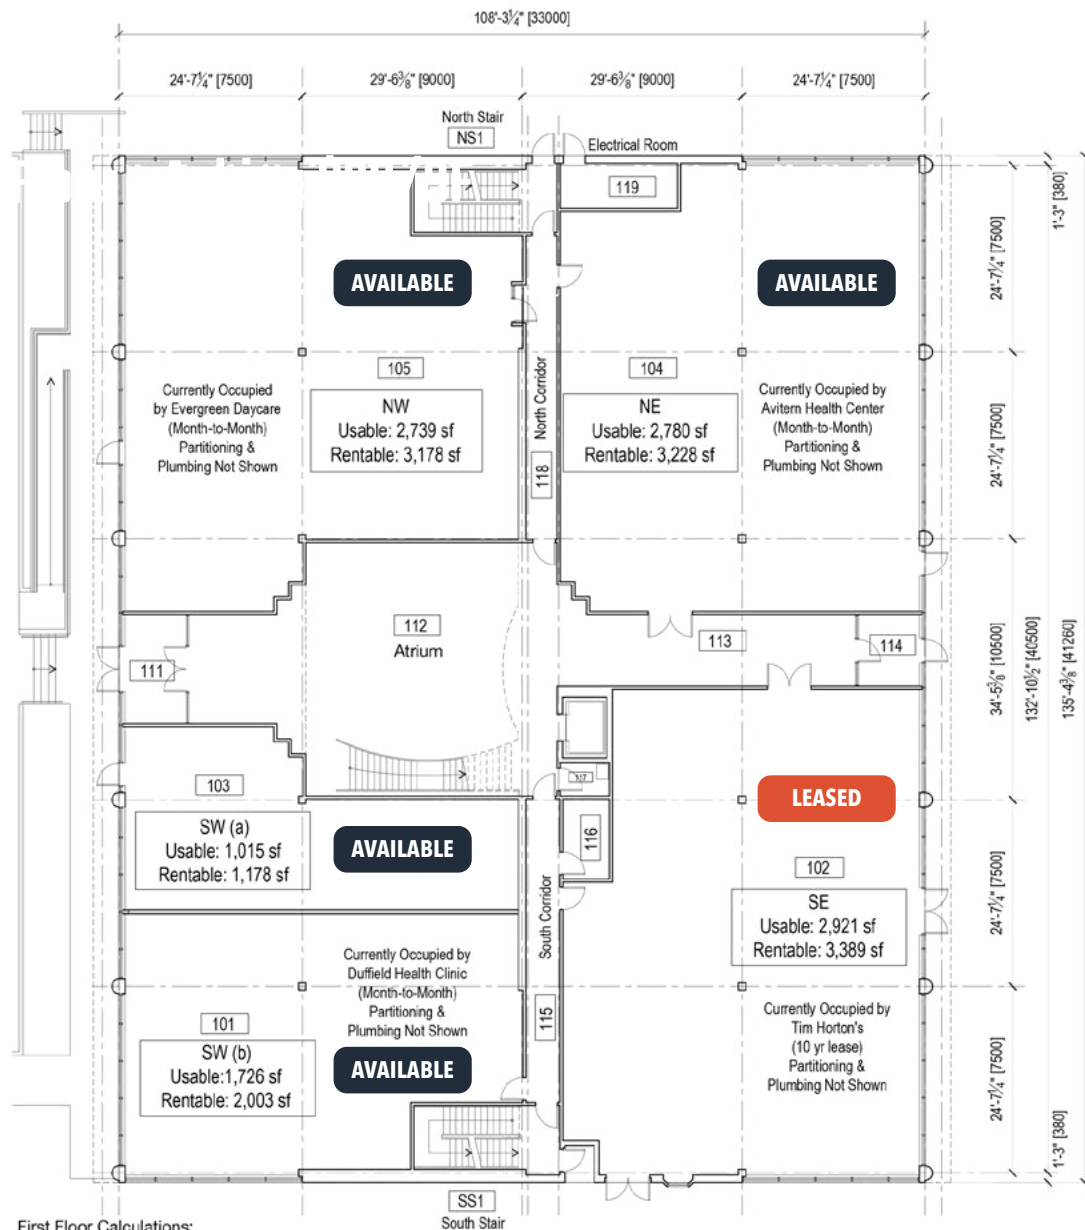 108'-3¼" [33000]
24'-7¼" [7500]
29'-6⅜" [9000]
29'-6⅜" [9000]
24'-7¼" [7500]
North Stair
NS1
Electrical Room
119
1'-3" [380]
24'-7¼" [7500]
AVAILABLE
AVAILABLE
105
104
North Corridor
118
Currently Occupied
by Evergreen Daycare
(Month-to-Month)
Partitioning &
Plumbing Not Shown
NW
Usable: 2,739 sf
Rentable: 3,178 sf
NE
Usable: 2,780 sf
Rentable: 3,228 sf
Currently Occupied by
Avitern Health Center
(Month-to-Month)
Partitioning &
Plumbing Not Shown
24'-7¼" [7500]
112
Atrium
111
113
114
34'-5⅜" [10500]
132'-10½" [40500]
135'-4⅜" [41260]
103
SW (a)
Usable: 1,015 sf
Rentable: 1,178 sf
AVAILABLE
117
116
LEASED
102
SE
Usable: 2,921 sf
Rentable: 3,389 sf
24'-7¼" [7500]
South Corridor
115
Currently Occupied by
Duffield Health Clinic
(Month-to-Month)
Partitioning &
Plumbing Not Shown
101
SW (b)
Usable:1,726 sf
Rentable: 2,003 sf
AVAILABLE
Currently Occupied by
Tim Horton's
(10 yr lease)
Partitioning &
Plumbing Not Shown
24'-7¼" [7500]
1'-3" [380]
SS1
South Stair
First Floor Calculations: